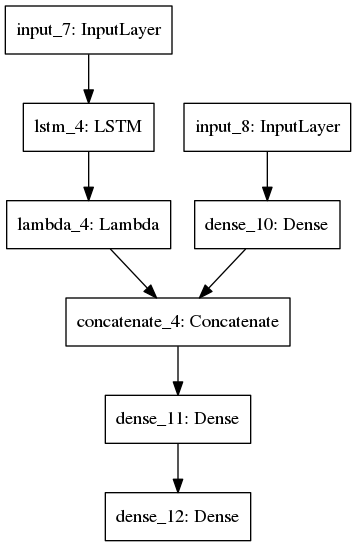 input_7: InputLayer
lstm_4: LSTM
input_8: InputLayer
lambda_4: Lambda
dense_10: Dense
concatenate_4: Concatenate
dense_11: Dense
dense_12: Dense